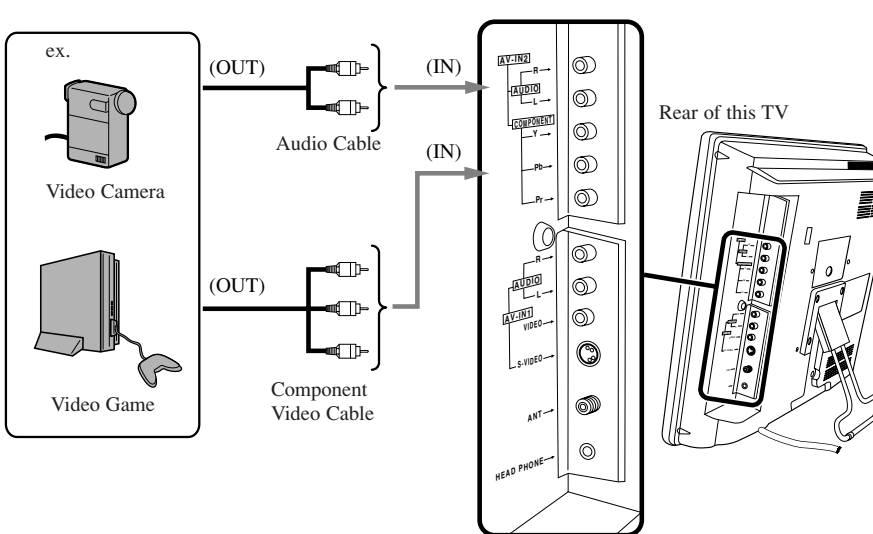 ex.
Video Camera
Video Game
(OUT)
Audio Cable
(OUT)
Component
Video Cable
(IN)
(IN)
AV-IN2
R
AUDIO
L
COMPONENT
Y
Pb
Pr
R
AUDIO
L
AV-IN1
VIDEO
S-VIDEO
ANT
HEAD PHONE
Rear of this TV